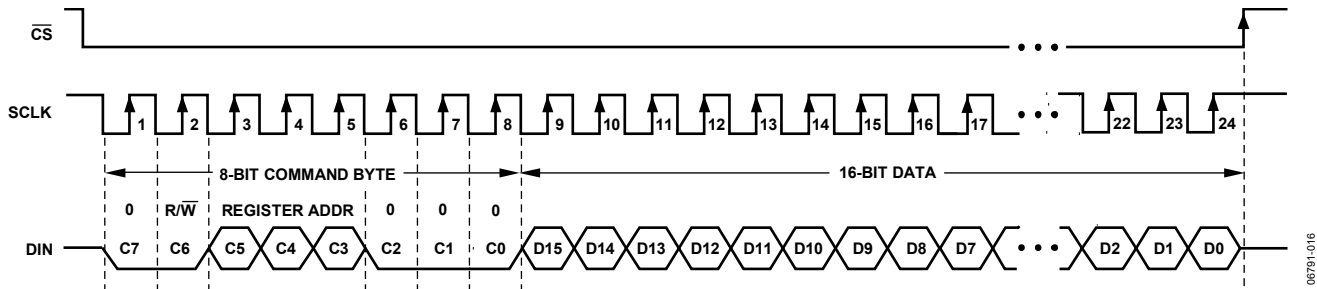 CS
SCLK
1 2 3 4 5 6 7 8 9 10 11 12 13 14 15 16 17 22 23 24
8-BIT COMMAND BYTE 16-BIT DATA
0 R/W REGISTER ADDR 0 0 0
DIN C7 C6 C5 C4 C3 C2 C1 C0 D15 D14 D13 D12 D11 D10 D9 D8 D7 D2 D1 D0
06791-016